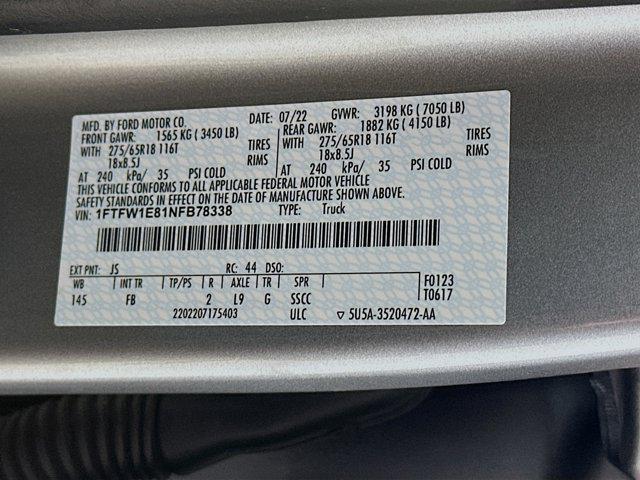 MFD. BY FORD MOTOR CO. DATE: 07/22 GVWR: 3198 KG ( 7050 LB)
FRONT GAWR: 1565 KG ( 3450 LB) REAR GAWR: 1882 KG ( 4150 LB)
WITH 275/65R18 116T TIRES WITH 275/65R18 116T TIRES
18x8.5J RIMS 18x8.5J RIMS
AT 240 kPa/ 35 PSI COLD AT 240 kPa/ 35 PSI COLD
THIS VEHICLE CONFORMS TO ALL APPLICABLE FEDERAL MOTOR VEHICLE
SAFETY STANDARDS IN EFFECT ON THE DATE OF MANUFACTURE SHOWN ABOVE.
VIN: 1FTFW1E81NFB78338 TYPE: Truck
EXT PNT: JS RC: 44 DSO:
WB INT TR TP/PS R AXLE TR SPR F0123
145 FB 2 L9 G SSCC T0617
2202207175403 ULC ▽ 5U5A-3520472-AA